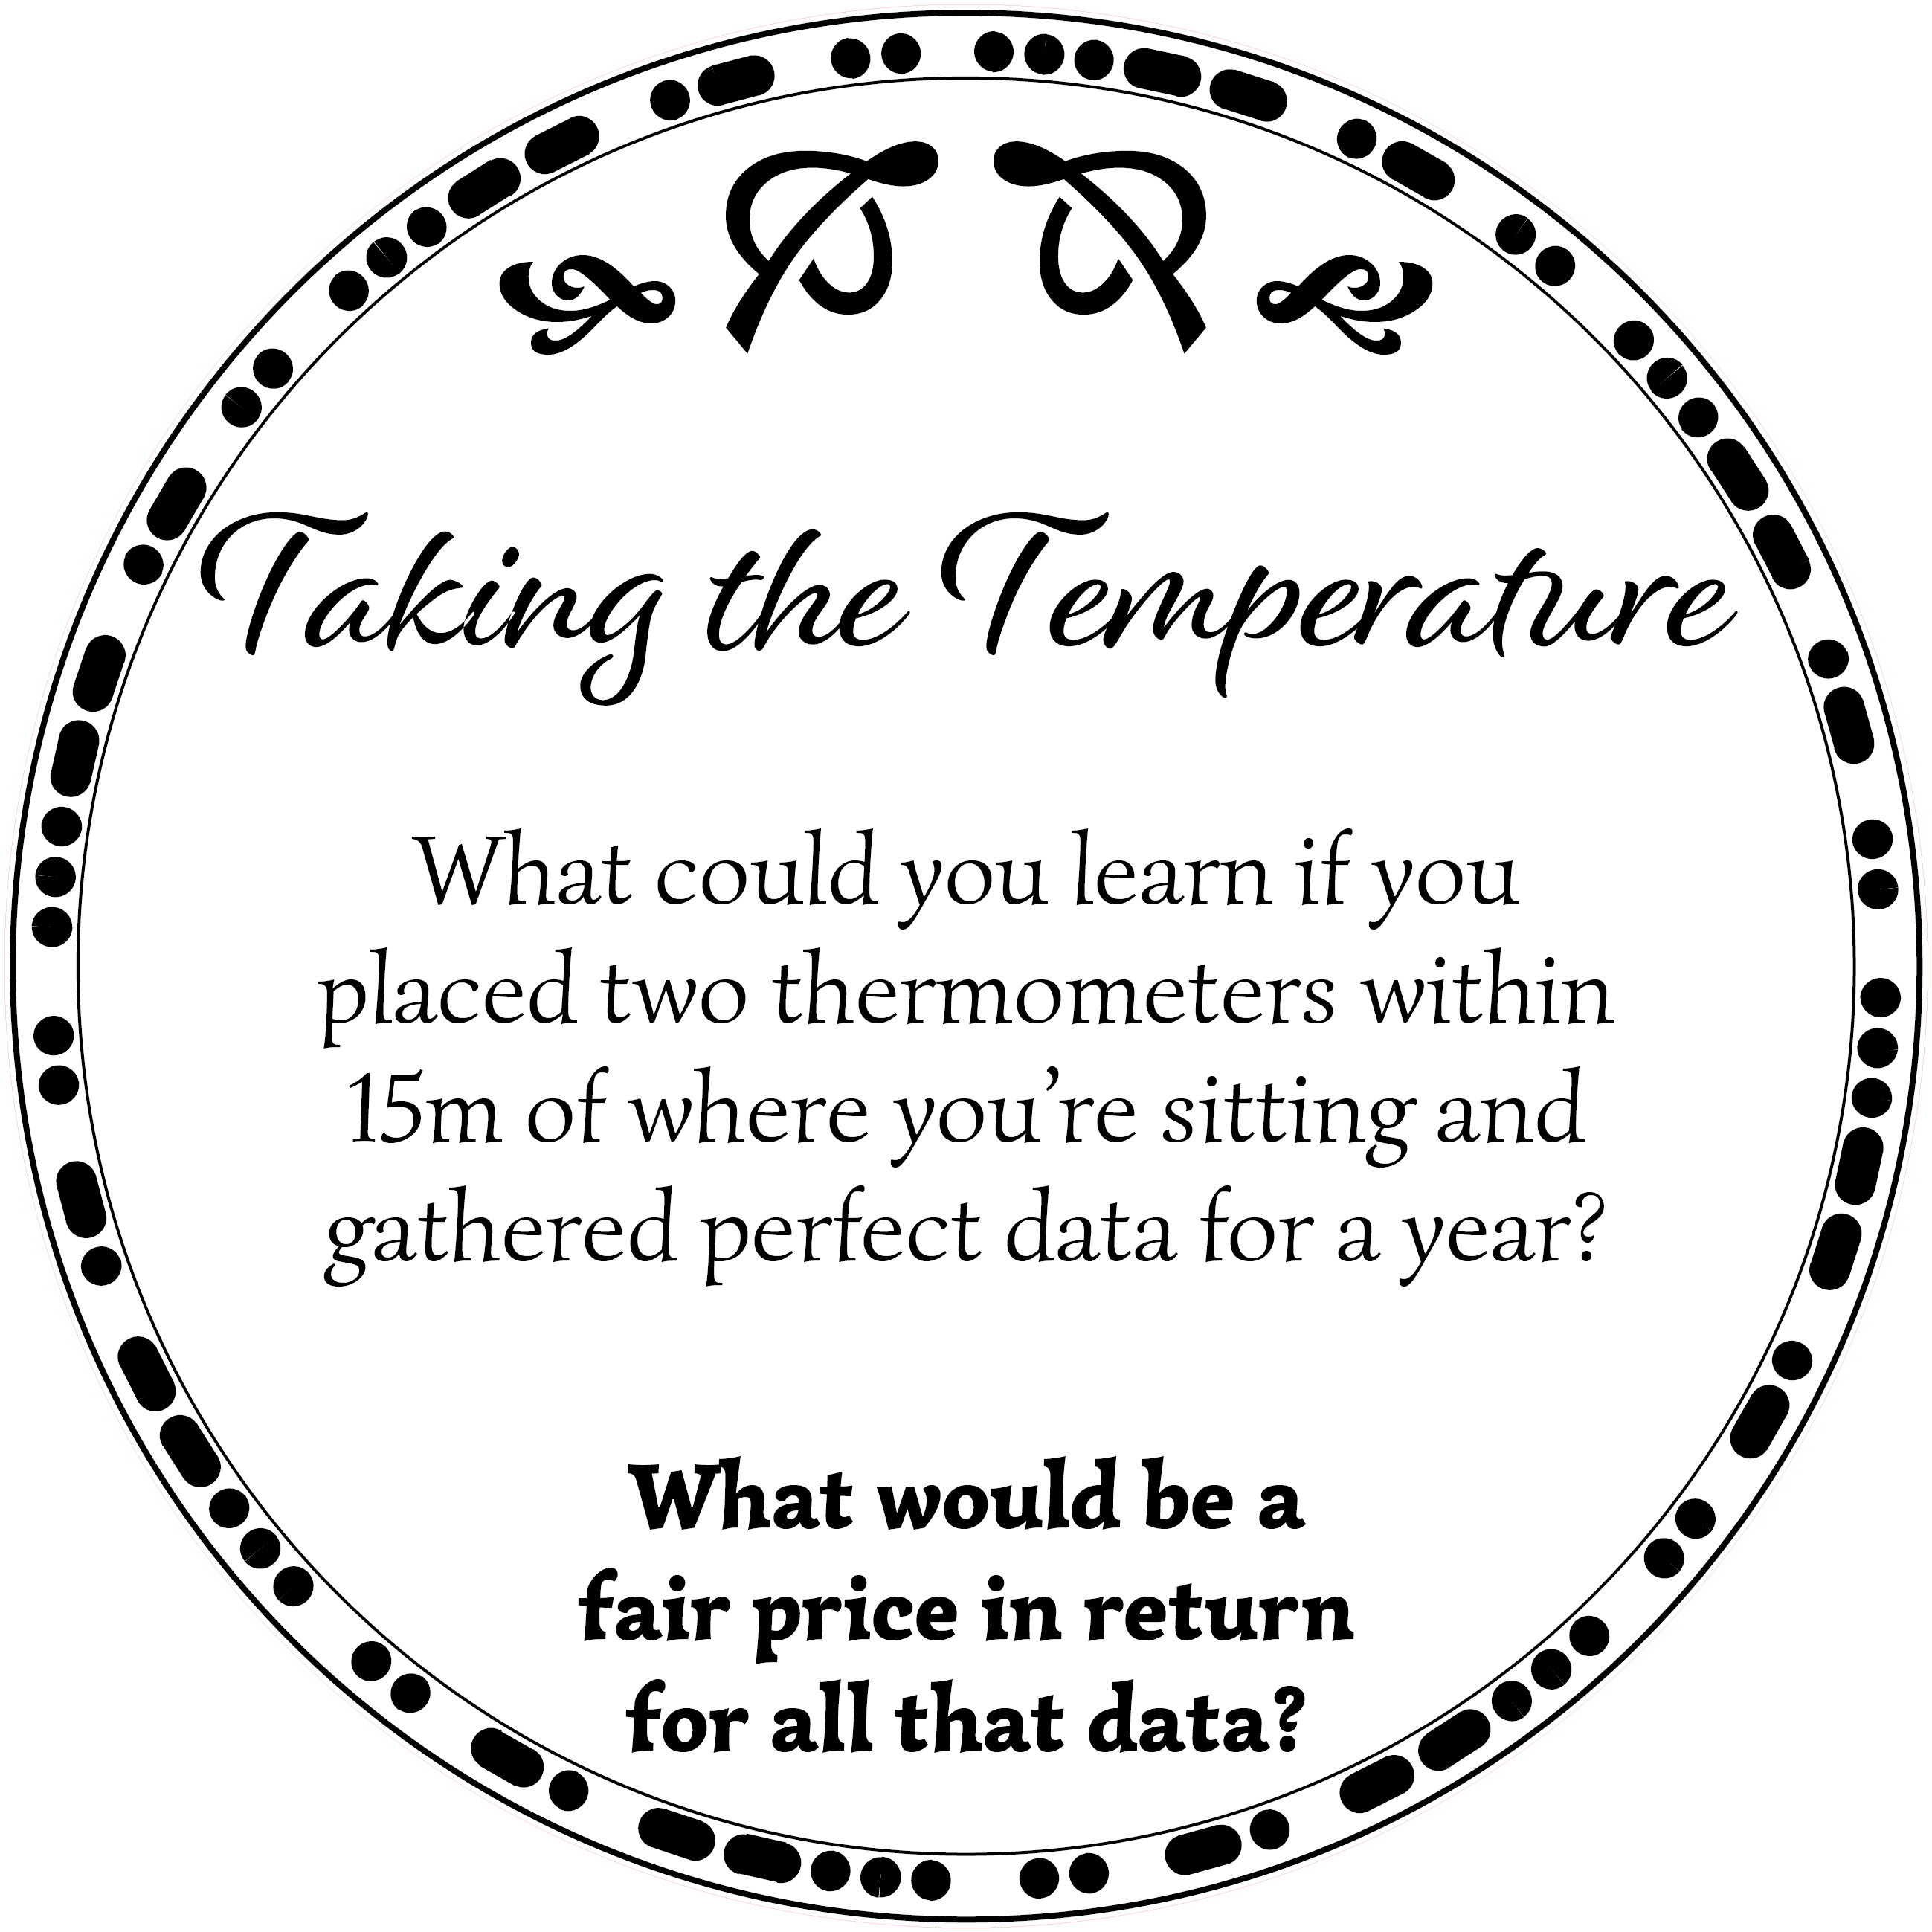 Taking the Temperature
What could you learn if you
placed two thermometers within
15m of where you’re sitting and
gathered perfect data for a year?
What would be a
fair price in return
for all that data?